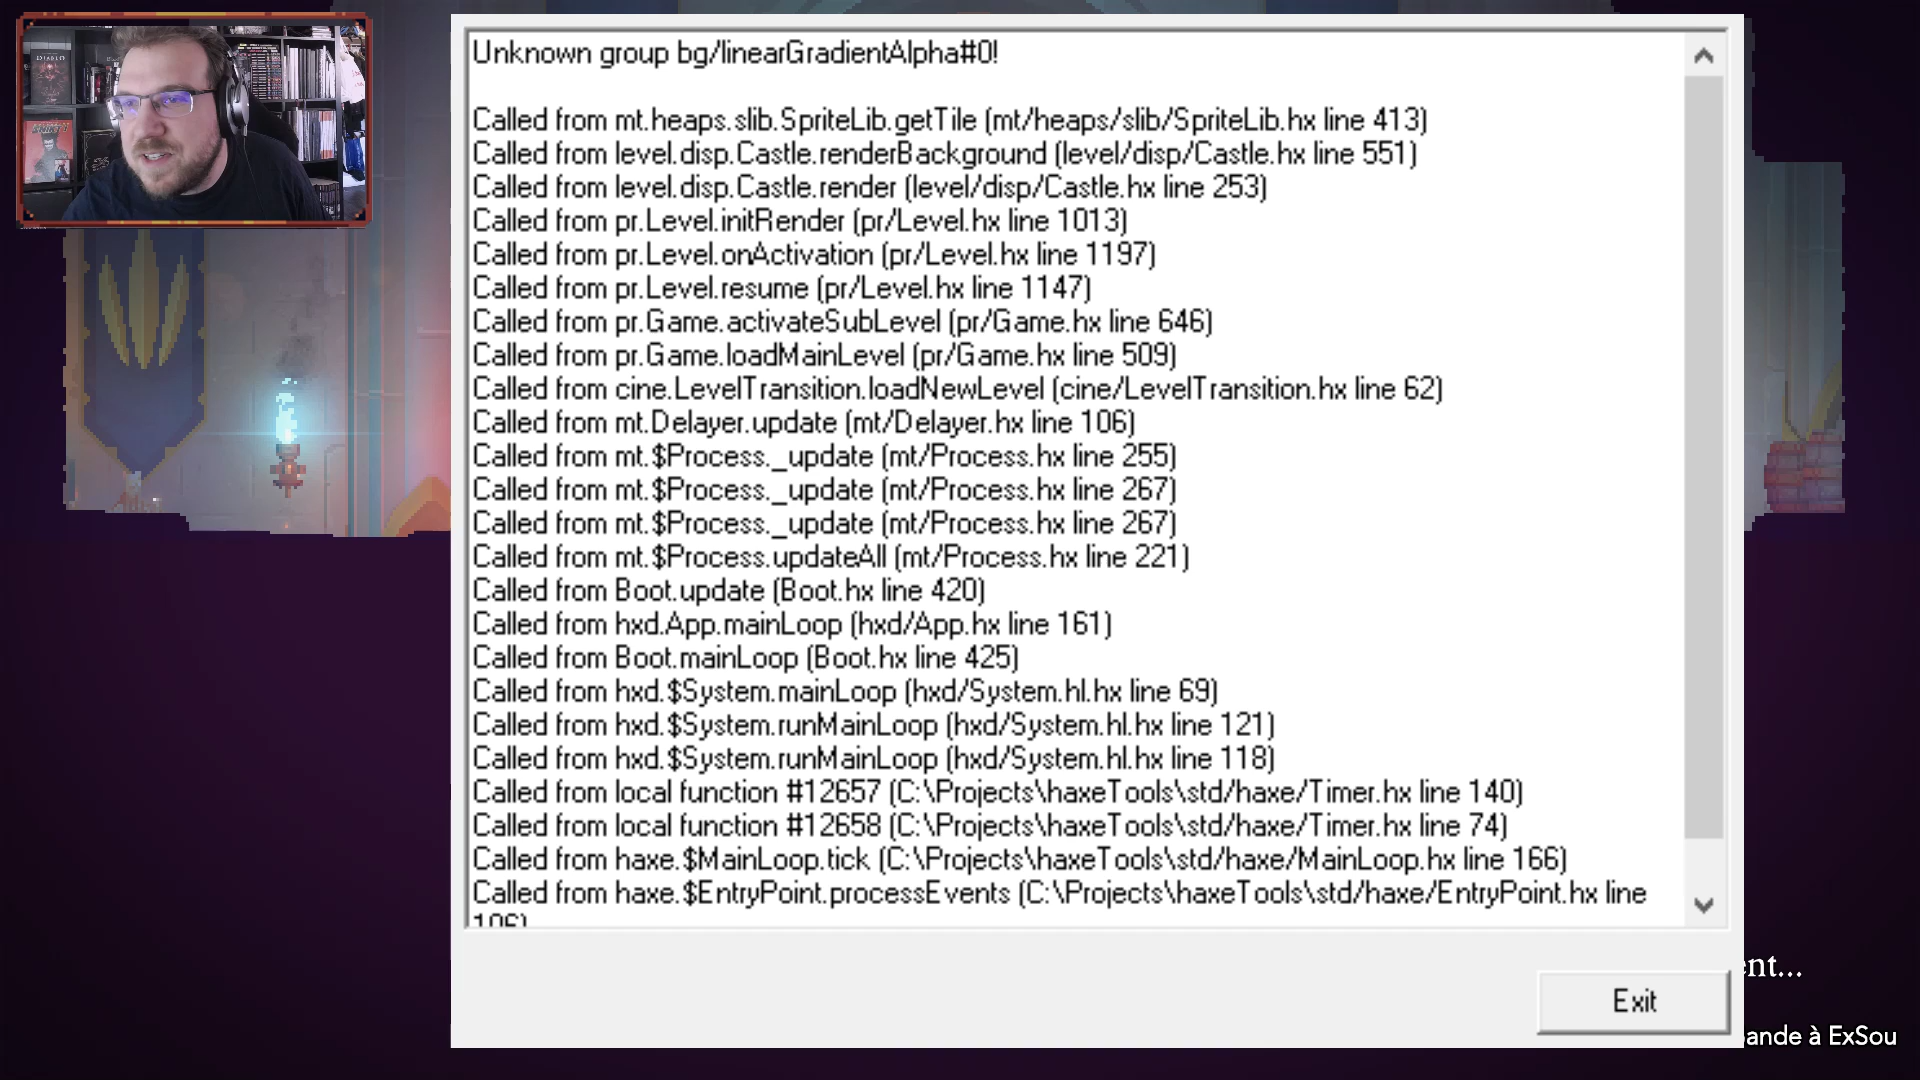 Unknown group bg/linearGradientAlpha#0!
Called from mt.heaps.slib.SpriteLib.getTile (mt/heaps/slib/SpriteLib.hx line 413)
Called from level.disp.Castle.renderBackground (level/disp/Castle.hx line 551)
Called from level.disp.Castle.render (level/disp/Castle.hx line 253)
Called from pr.Level.initRender (pr/Level.hx line 1013)
Called from pr.Level.onActivation (pr/Level.hx line 1197)
Called from pr.Level.resume (pr/Level.hx line 1147)
Called from pr.Game.activateSubLevel (pr/Game.hx line 646)
Called from pr.Game.loadMainLevel (pr/Game.hx line 509)
Called from cine.LevelTransition.loadNewLevel (cine/LevelTransition.hx line 62)
Called from mt.Delayer.update (mt/Delayer.hx line 106)
Called from mt.$Process._update (mt/Process.hx line 255)
Called from mt.$Process._update (mt/Process.hx line 267)
Called from mt.$Process._update (mt/Process.hx line 267)
Called from mt.$Process.updateAll (mt/Process.hx line 221)
Called from Boot.update (Boot.hx line 420)
Called from hxd.App.mainLoop (hxd/App.hx line 161)
Called from Boot.mainLoop (Boot.hx line 425)
Called from hxd.$System.mainLoop (hxd/System.hl.hx line 69)
Called from hxd.$System.runMainLoop (hxd/System.hl.hx line 121)
Called from hxd.$System.runMainLoop (hxd/System.hl.hx line 118)
Called from local function #12657 (C:\Projects\haxeTools\std/haxe/Timer.hx line 140)
Called from local function #12658 (C:\Projects\haxeTools\std/haxe/Timer.hx line 74)
Called from haxe.$MainLoop.tick (C:\Projects\haxeTools\std/haxe/MainLoop.hx line 166)
Called from haxe.$EntryPoint.processEvents (C:\Projects\haxeTools\std/haxe/EntryPoint.hx line
106)
ent...
Exit
ande à ExSou
DIABLO